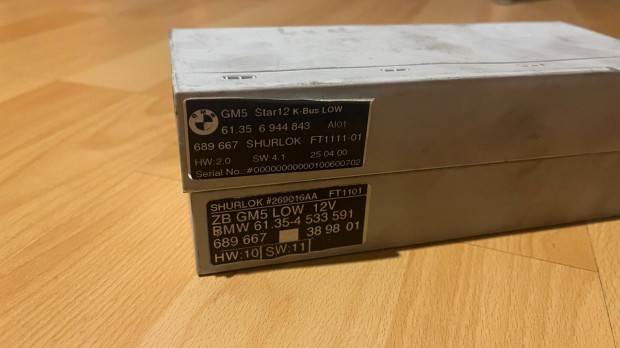 BMW
GM5 Star12 K-Bus LOW
61.35 6 944 843 AI01
689 667 SHURLOK FT1111-01
HW:2.0 SW:4.1 25 04 00
Serial No.:#00000000000100600702
SHURLOK #269016AA FT1101
ZB GM5 LOW 12V
BMW 61.35-4 533 591
689 667 38 98 01
HW:10 SW:11